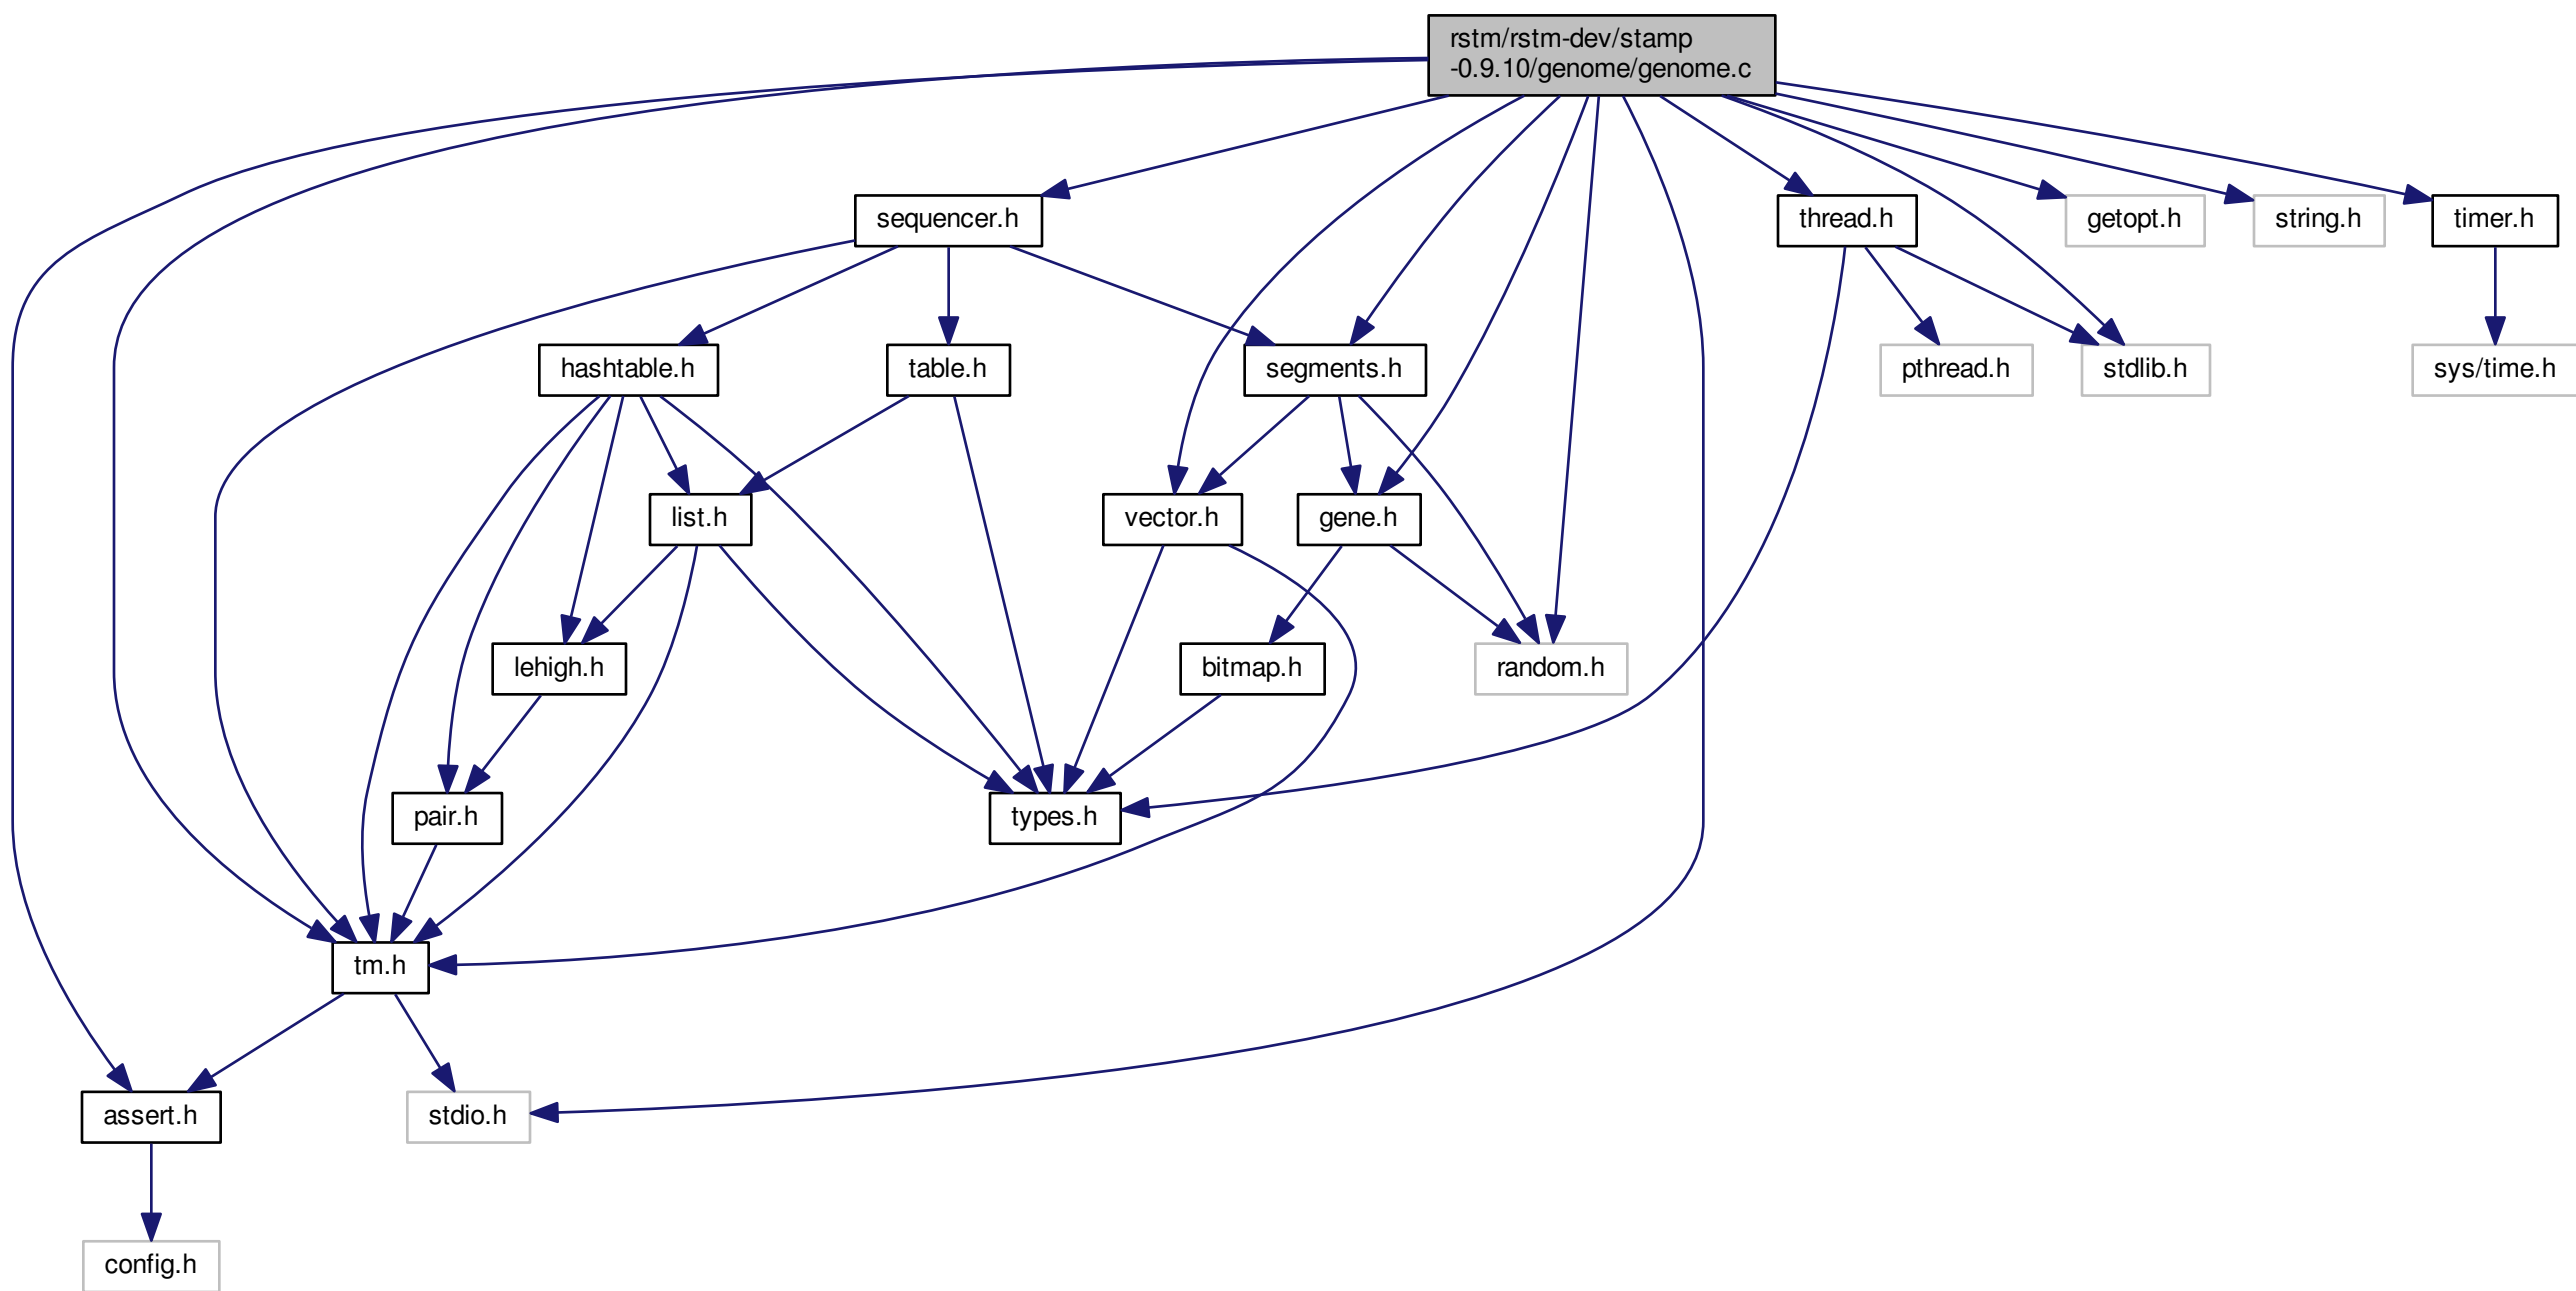 rstm/rstm-dev/stamp
-0.9.10/genome/genome.c
sequencer.h
thread.h
getopt.h
string.h
timer.h
hashtable.h
table.h
segments.h
pthread.h
stdlib.h
sys/time.h
list.h
vector.h
gene.h
lehigh.h
bitmap.h
random.h
pair.h
types.h
tm.h
assert.h
stdio.h
config.h